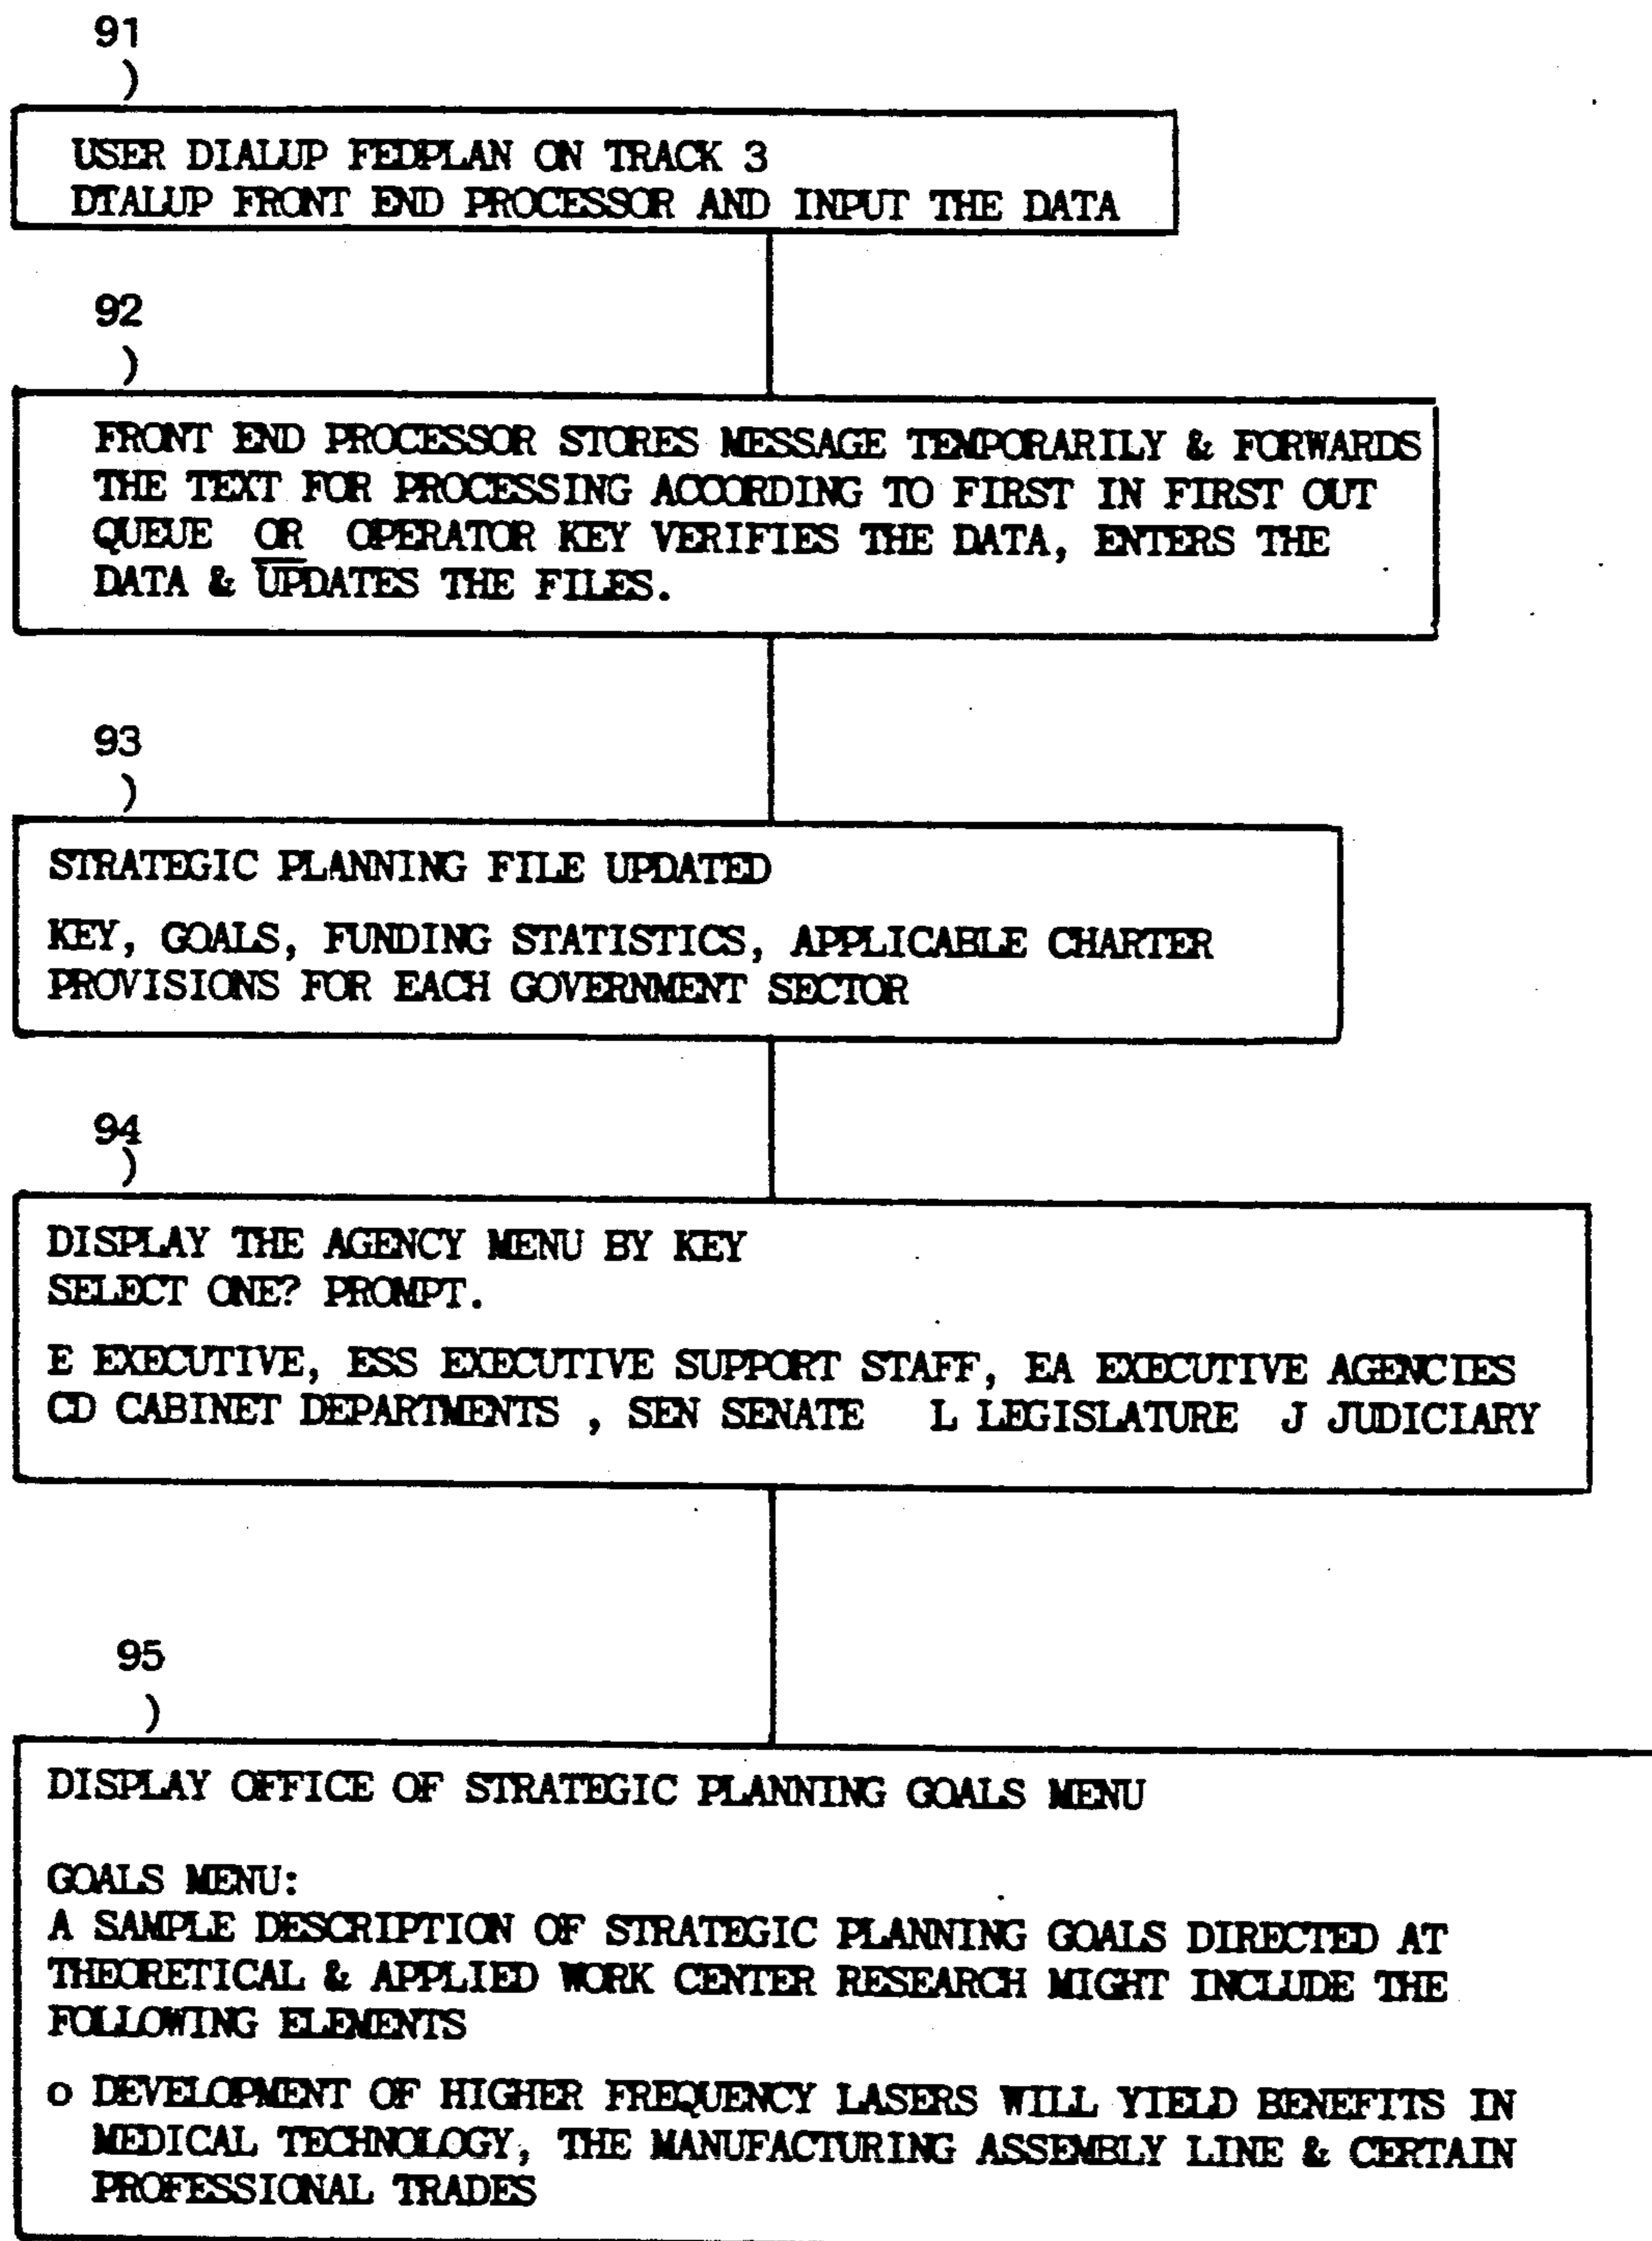 91
)
USER DIALUP FEDPLAN ON TRACK 3
DIALUP FRONT END PROCESSOR AND INPUT THE DATA
92
)
FRONT END PROCESSOR STORES MESSAGE TEMPORARILY & FORWARDS
THE TEXT FOR PROCESSING ACCORDING TO FIRST IN FIRST OUT
QUEUE OR OPERATOR KEY VERIFIES THE DATA, ENTERS THE
DATA & UPDATES THE FILES.
93
)
STRATEGIC PLANNING FILE UPDATED
KEY, GOALS, FUNDING STATISTICS, APPLICABLE CHARTER
PROVISIONS FOR EACH GOVERNMENT SECTOR
94
)
DISPLAY THE AGENCY MENU BY KEY
SELECT ONE? PROMPT.
E EXECUTIVE, ESS EXECUTIVE SUPPORT STAFF, EA EXECUTIVE AGENCIES
CD CABINET DEPARTMENTS , SEN SENATE L LEGISLATURE J JUDICIARY
95
)
DISPLAY OFFICE OF STRATEGIC PLANNING GOALS MENU
GOALS MENU:
A SAMPLE DESCRIPTION OF STRATEGIC PLANNING GOALS DIRECTED AT
THEORETICAL & APPLIED WORK CENTER RESEARCH MIGHT INCLUDE THE
FOLLOWING ELEMENTS
o DEVELOPMENT OF HIGHER FREQUENCY LASERS WILL YIELD BENEFITS IN
MEDICAL TECHNOLOGY, THE MANUFACTURING ASSEMBLY LINE & CERTAIN
PROFESSIONAL TRADES